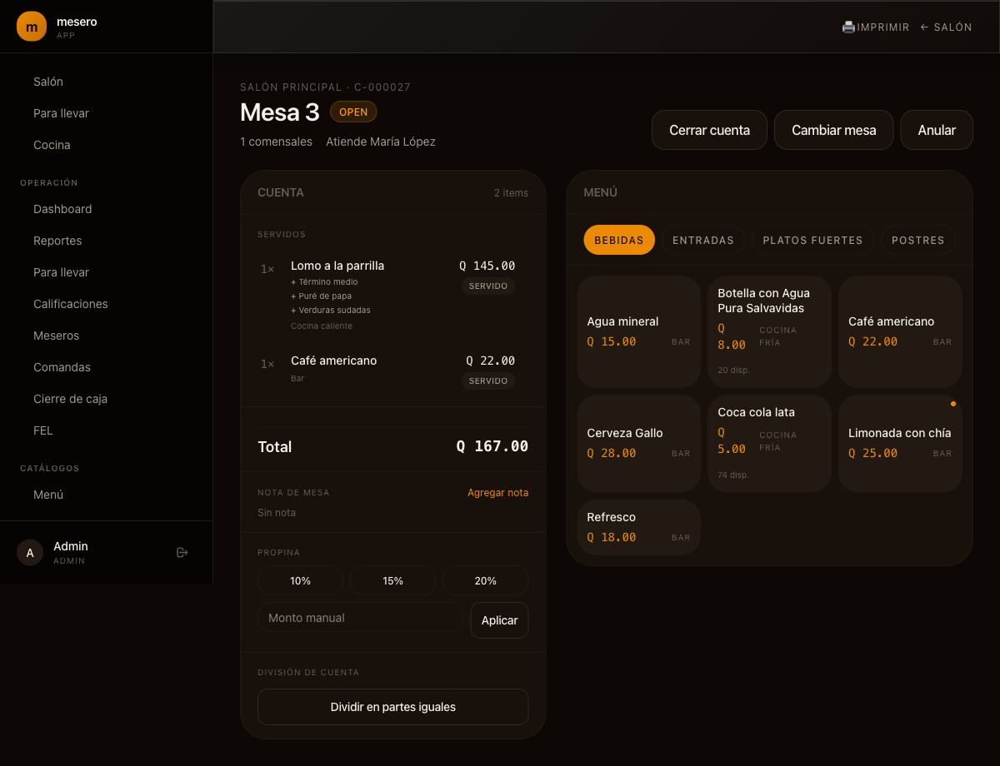 m
mesero
APP
Salón
Para llevar
Cocina
OPERACIÓN
Dashboard
Reportes
Para llevar
Calificaciones
Meseros
Comandas
Cierre de caja
FEL
CATÁLOGOS
Menú
A
Admin
ADMIN
IMPRIMIR ← SALÓN
SALÓN PRINCIPAL · C-000027
Mesa 3 OPEN
1 comensales Atiende María López
Cerrar cuenta
Cambiar mesa
Anular
CUENTA 2 items
SERVIDOS
1× Lomo a la parrilla Q 145.00
+ Término medio SERVIDO
+ Puré de papa
+ Verduras sudadas
Cocina caliente
1× Café americano Q 22.00
Bar SERVIDO
Total Q 167.00
NOTA DE MESA Agregar nota
Sin nota
PROPINA
10% 15% 20%
Monto manual Aplicar
DIVISIÓN DE CUENTA
Dividir en partes iguales
MENÚ
BEBIDAS ENTRADAS PLATOS FUERTES POSTRES
Agua mineral
Q 15.00 BAR
Botella con Agua
Pura Salvavidas
Q COCINA
8.00 FRÍA
20 disp.
Café americano
Q 22.00 BAR
Cerveza Gallo
Q 28.00 BAR
Coca cola lata
Q COCINA
5.00 FRÍA
74 disp.
Limonada con chía
Q 25.00 BAR
Refresco
Q 18.00 BAR